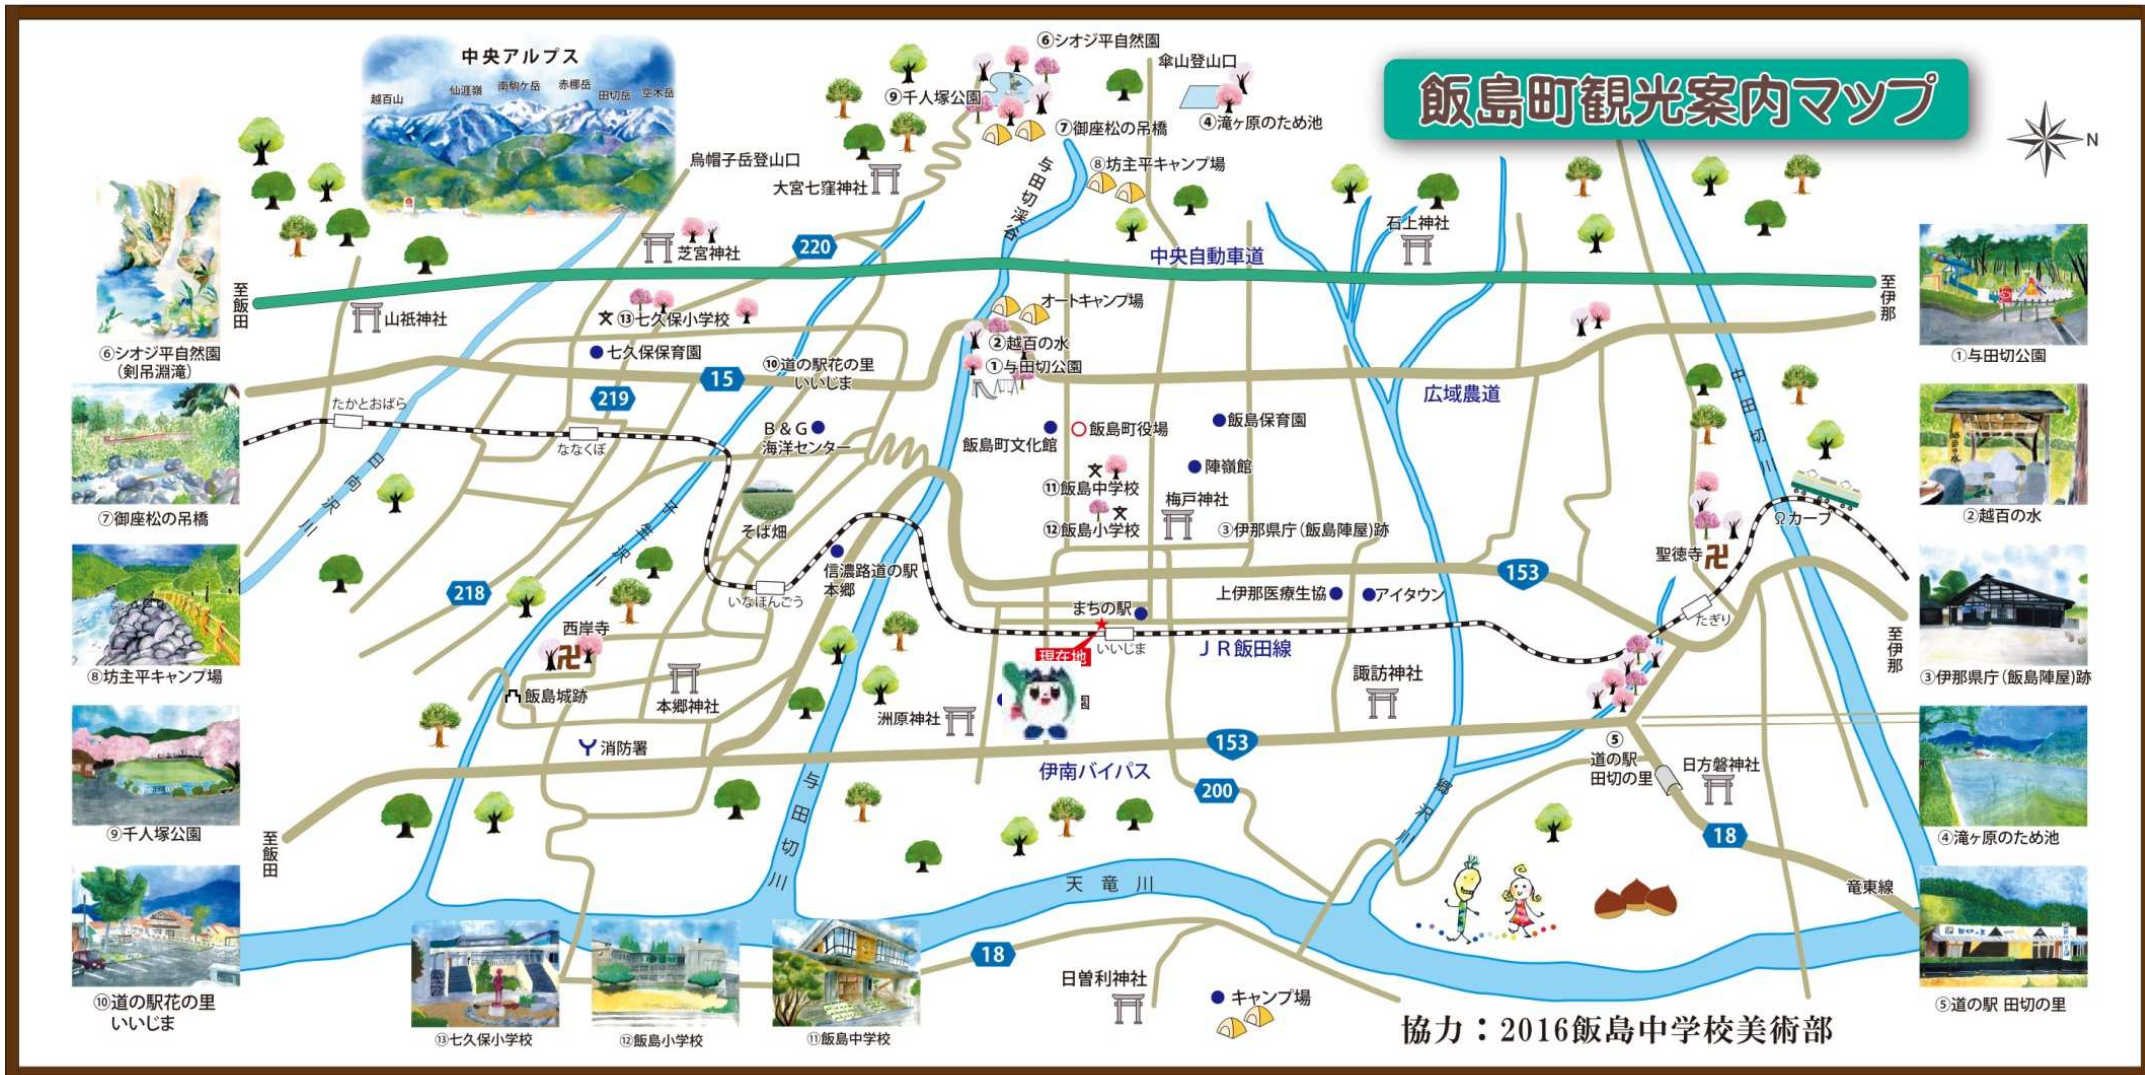 飯島町観光案内マップ
N
中央アルプス
越百山
仙涯嶺
南駒ケ岳
赤梛岳
田切岳
空木岳
⑥シオジ平自然園
傘山登山口
⑨千人塚公園
④滝ヶ原のため池
⑦御座松の吊橋
⑧坊主平キャンプ場
烏帽子岳登山口
大宮七窪神社
与田切渓谷
石上神社
芝宮神社
220
中央自動車道
至飯田
至伊那
山祇神社
⑬七久保小学校
オートキャンプ場
②越百の水
①与田切公園
七久保保育園
⑩道の駅花の里
いいじま
15
219
広域農道
中田切川
たかとおばら
ななくぼ
B&G
海洋センター
飯島町文化館
飯島町役場
飯島保育園
陣嶺館
⑪飯島中学校
梅戸神社
⑫飯島小学校
③伊那県庁(飯島陣屋)跡
日向沢川
子生沢川
そば畑
Ωカーブ
聖徳寺
信濃路道の駅
本郷
いなほんごう
218
153
上伊那医療生協
アイタウン
まちの駅
たぎり
いいじま
現在地
JR飯田線
至伊那
西岸寺
飯島城跡
本郷神社
洲原神社
園
諏訪神社
消防署
153
伊南バイパス
⑤
道の駅
田切の里
日方磐神社
200
郷沢川
与田切川
18
至飯田
天竜川
竜東線
18
日曽利神社
キャンプ場
⑥シオジ平自然園
(剣吊淵滝)
⑦御座松の吊橋
⑧坊主平キャンプ場
⑨千人塚公園
⑩道の駅花の里
いいじま
⑬七久保小学校
⑫飯島小学校
⑪飯島中学校
①与田切公園
②越百の水
③伊那県庁(飯島陣屋)跡
④滝ヶ原のため池
⑤道の駅 田切の里
協力:2016飯島中学校美術部